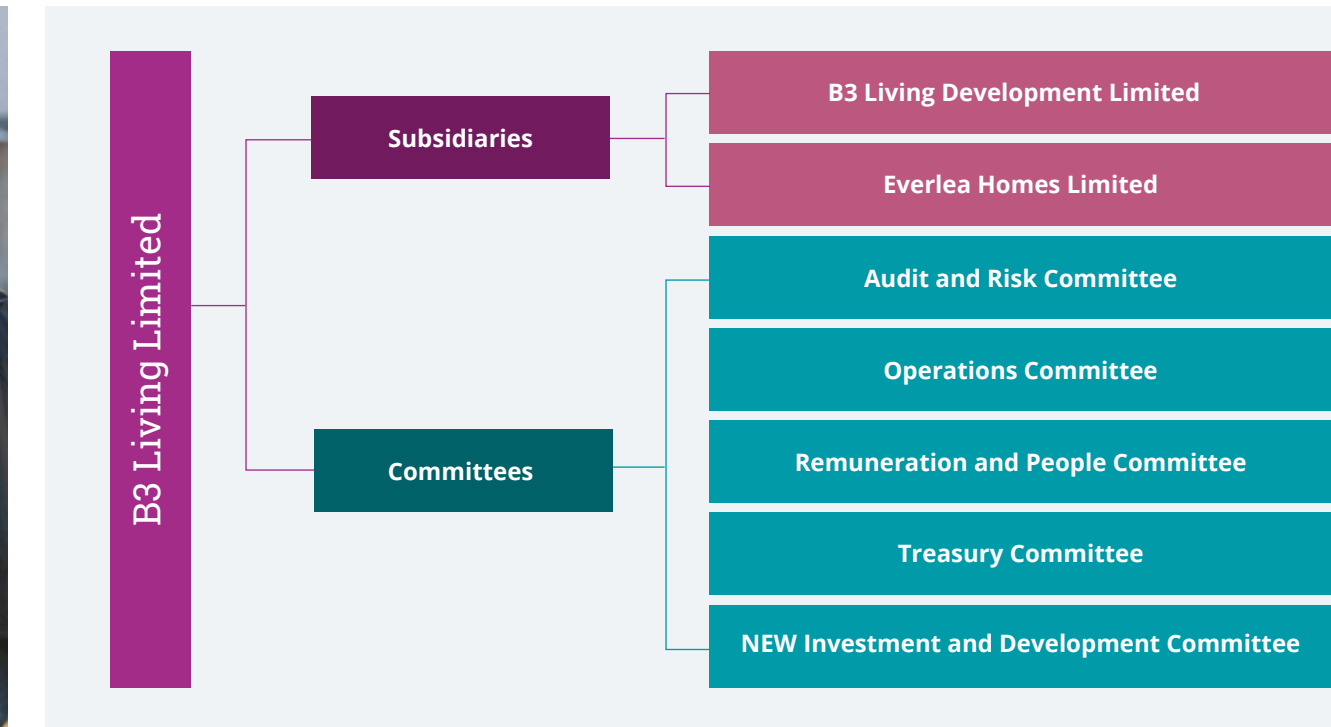 B3 Living Limited
Subsidiaries
B3 Living Development Limited
Everlea Homes Limited
Committees
Audit and Risk Committee
Operations Committee
Remuneration and People Committee
Treasury Committee
NEW Investment and Development Committee